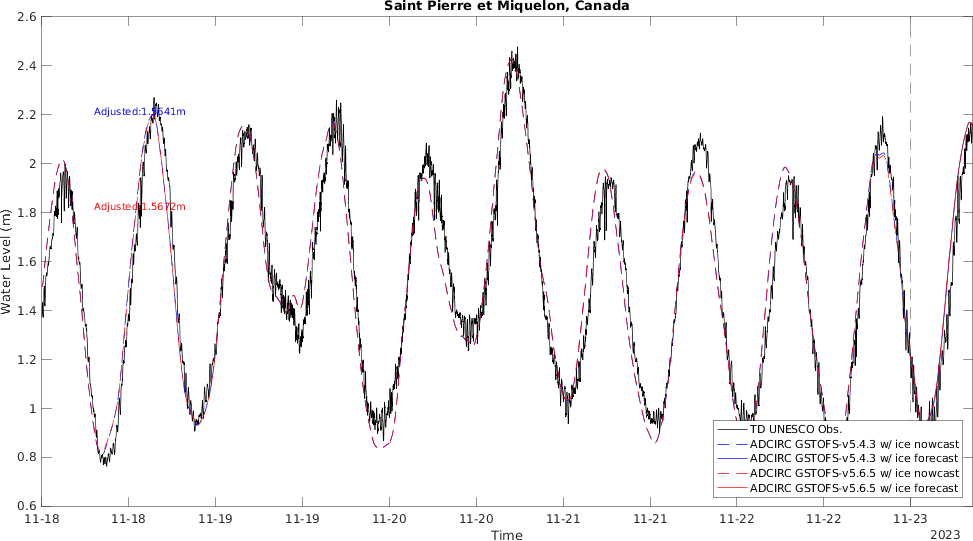 Saint Pierre et Miquelon, Canada
2.6
2.4
2.2
2
1.8
1.6
1.4
1.2
1
0.8
0.6
Water Level (m)
Adjusted:1.5641m
Adjusted:1.5672m
TD UNESCO Obs.
ADCIRC GSTOFS-v5.4.3 w/ ice nowcast
ADCIRC GSTOFS-v5.4.3 w/ ice forecast
ADCIRC GSTOFS-v5.6.5 w/ ice nowcast
ADCIRC GSTOFS-v5.6.5 w/ ice forecast
11-18 11-18 11-19 11-19 11-20 11-20 11-21 11-21 11-22 11-22 11-23
Time
2023